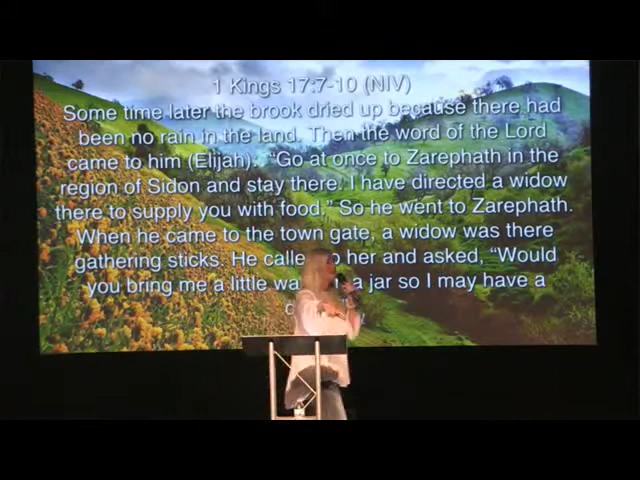 1 Kings 17:7-10 (NIV)
Some time later the brook dried up because there had
been no rain in the land. Then the word of the Lord
came to him (Elijah): "Go at once to Zarephath in the
region of Sidon and stay there. I have directed a widow
there to supply you with food." So he went to Zarephath.
When he came to the town gate, a widow was there
gathering sticks. He calle o her and asked, "Would
you bring me a little wa a jar so I may have a